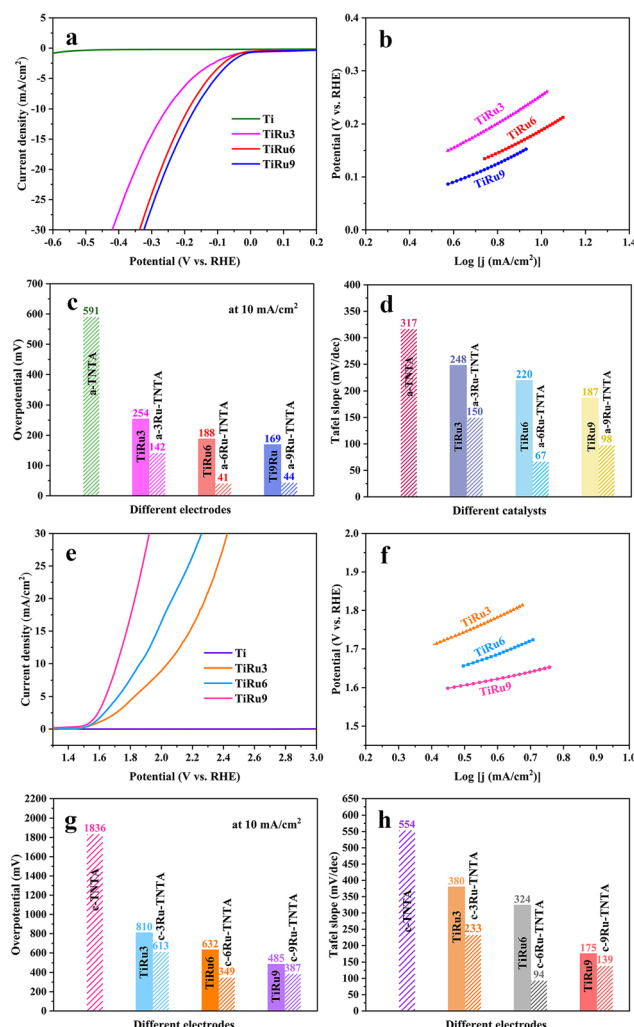 a
Current density (mA/cm²)
5
0
-5
-10
-15
-20
-25
-30
Ti
TiRu3
TiRu6
TiRu9
-0.6 -0.4 -0.2 0.0 0.2
Potential (V vs. RHE)
b
Potential (V vs. RHE)
0.4
0.3
0.2
0.1
0.0
TiRu3
TiRu6
TiRu9
0.2 0.4 0.6 0.8 1.0 1.2 1.4
Log [j (mA/cm²)]
c
at 10 mA/cm²
Overpotential (mV)
700
600
500
400
300
200
100
0
591
a-TNTA
254
TiRu3
142
a-3Ru-TNTA
188
TiRu6
41
a-6Ru-TNTA
169
Ti9Ru
44
a-9Ru-TNTA
Different electrodes
d
Tafel slope (mV/dec)
400
350
300
250
200
150
100
50
0
317
a-TNTA
248
TiRu3
150
a-3Ru-TNTA
220
TiRu6
67
a-6Ru-TNTA
187
TiRu9
98
a-9Ru-TNTA
Different catalysts
e
Current density (mA/cm²)
30
25
20
15
10
5
0
Ti
TiRu3
TiRu6
TiRu9
1.4 1.6 1.8 2.0 2.2 2.4 2.6 2.8 3.0
Potential (V vs. RHE)
f
Potential (V vs. RHE)
2.0
1.9
1.8
1.7
1.6
1.5
TiRu3
TiRu6
TiRu9
0.2 0.3 0.4 0.5 0.6 0.7 0.8 0.9 1.0
Log [j (mA/cm²)]
g
at 10 mA/cm²
Overpotential (mV)
2200
2000
1800
1600
1400
1200
1000
800
600
400
200
0
1836
c-TNTA
810
TiRu3
613
c-3Ru-TNTA
632
TiRu6
349
c-6Ru-TNTA
485
TiRu9
387
c-9Ru-TNTA
Different electrodes
h
Tafel slope (mV/dec)
650
600
550
500
450
400
350
300
250
200
150
100
50
0
554
c-TNTA
380
TiRu3
233
c-3Ru-TNTA
324
TiRu6
94
c-6Ru-TNTA
175
TiRu9
139
c-9Ru-TNTA
Different electrodes